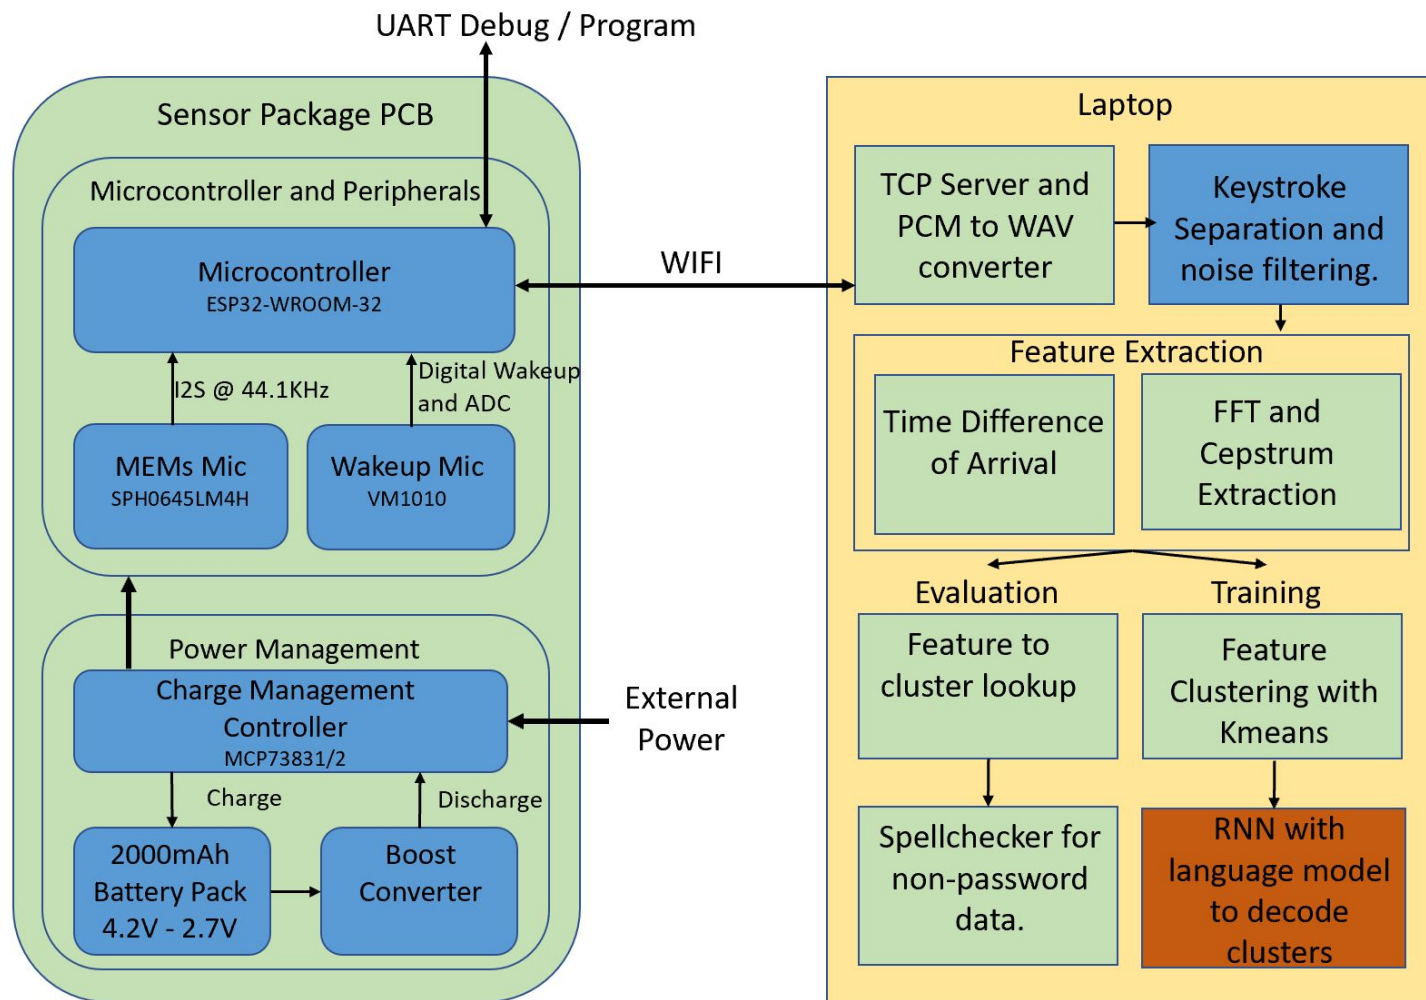 UART Debug / Program
Sensor Package PCB
Microcontroller and Peripherals
Microcontroller
ESP32-WROOM-32
I2S @ 44.1KHz
Digital Wakeup
and ADC
MEMs Mic
SPH0645LM4H
Wakeup Mic
VM1010
Power Management
Charge Management
Controller
MCP73831/2
Charge
Discharge
2000mAh
Battery Pack
4.2V - 2.7V
Boost
Converter
WIFI
External
Power
Laptop
TCP Server and
PCM to WAV
converter
Keystroke
Separation and
noise filtering.
Feature Extraction
Time Difference
of Arrival
FFT and
Cepstrum
Extraction
Evaluation
Training
Feature to
cluster lookup
Feature
Clustering with
Kmeans
Spellchecker for
non-password
data.
RNN with
language model
to decode
clusters